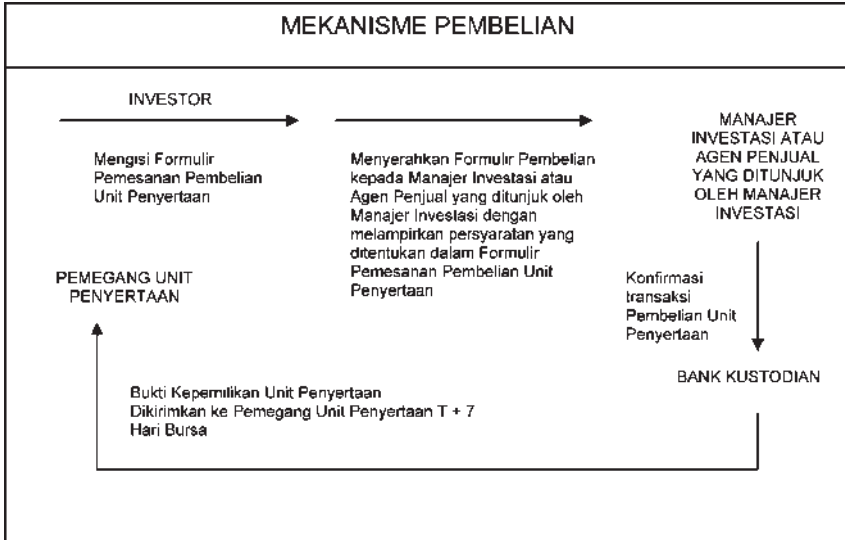 MEKANISME PEMBELIAN
INVESTOR
Mengisi Formulir
Pemesanan Pembelian
Unit Penyertaan
Menyerahkan Formulir Pembelian
kepada Manajer Investasi atau
Agen Penjual yang ditunjuk oleh
Manajer Investasi dengan
melampirkan persyaratan yang
ditentukan dalam Formulir
Pemesanan Pembelian Unit
Penyertaan
MANAJER
INVESTASI ATAU
AGEN PENJUAL
YANG DITUNJUK
OLEH MANAJER
INVESTASI
Konfirmasi
transaksi
Pembelian Unit
Penyertaan
BANK KUSTODIAN
Bukti Kepemilikan Unit Penyertaan
Dikirimkan ke Pemegang Unit Penyertaan T + 7
Hari Bursa
PEMEGANG UNIT
PENYERTAAN